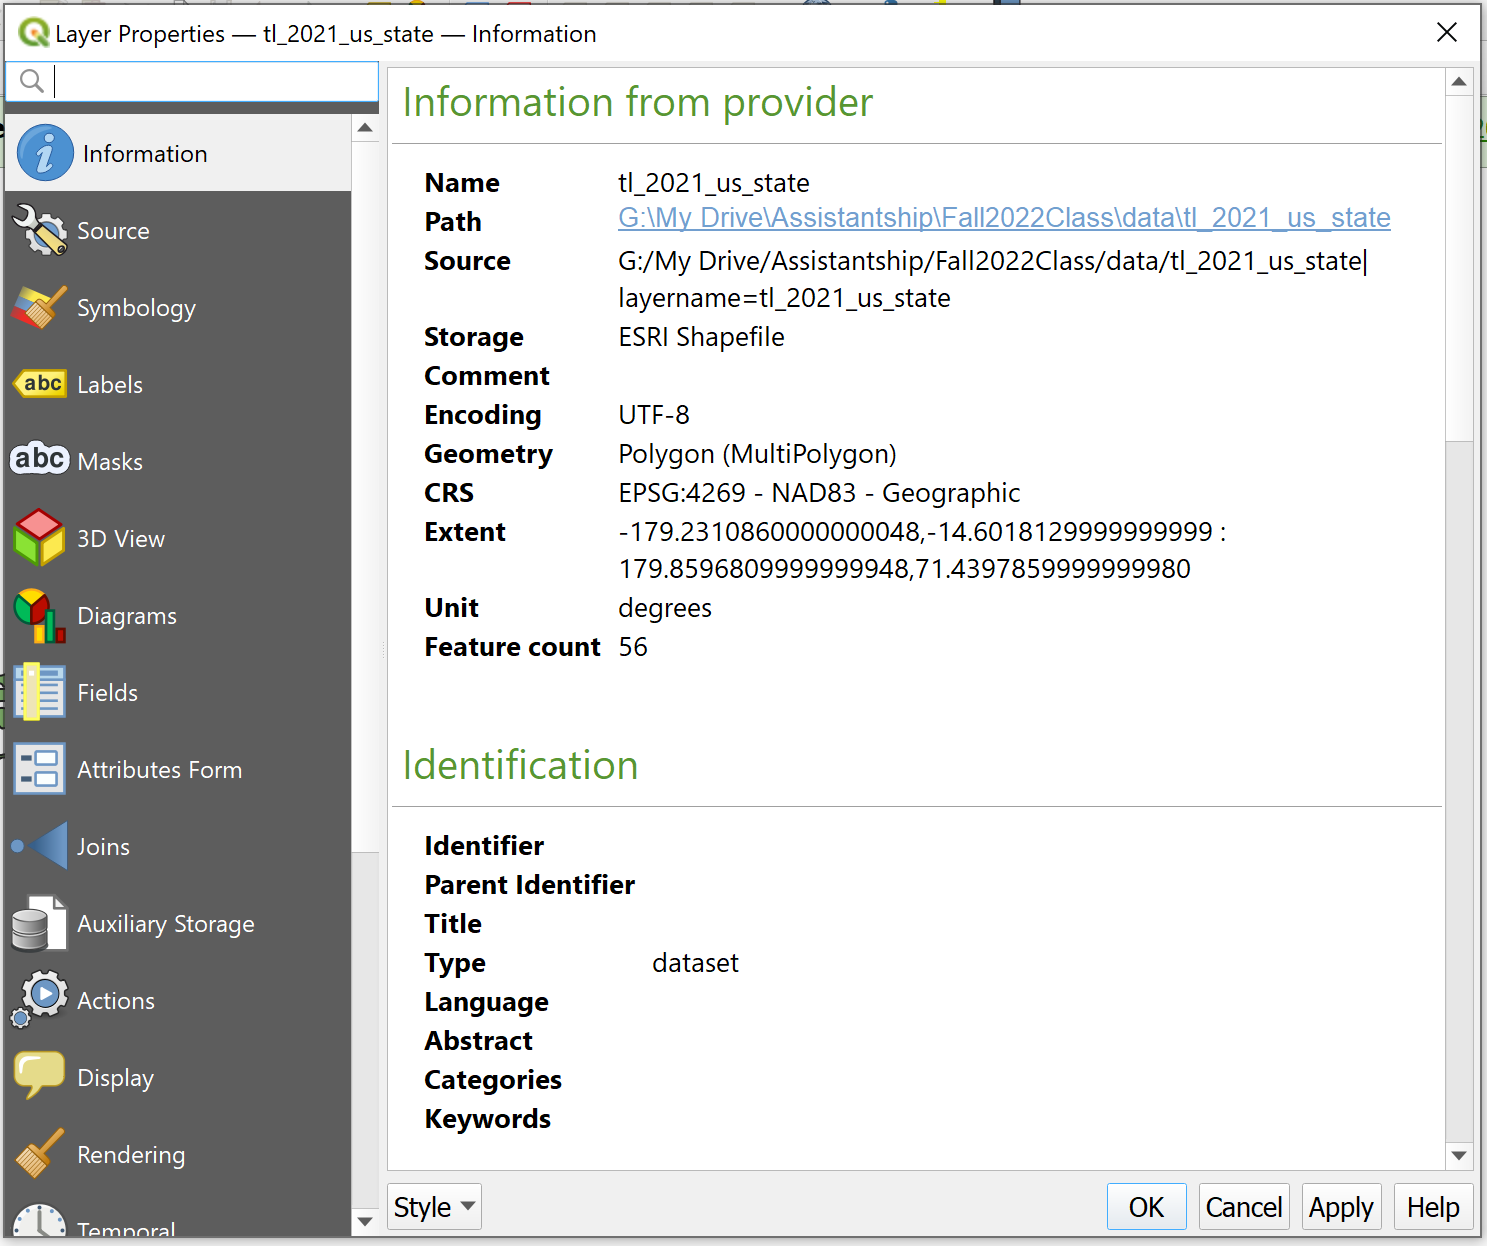 Layer Properties — tl_2021_us_state — Information
Information
Source
Symbology
abc Labels
abc Masks
3D View
Diagrams
Fields
Attributes Form
Joins
Auxiliary Storage
Actions
Display
Rendering
Temporal
Information from provider
Name tl_2021_us_state
Path G:\My Drive\Assistantship\Fall2022Class\data\tl_2021_us_state
Source G:/My Drive/Assistantship/Fall2022Class/data/tl_2021_us_state|
layername=tl_2021_us_state
Storage ESRI Shapefile
Comment
Encoding UTF-8
Geometry Polygon (MultiPolygon)
CRS EPSG:4269 - NAD83 - Geographic
Extent -179.2310860000000048,-14.6018129999999999 :
179.8596809999999948,71.4397859999999980
Unit degrees
Feature count 56
Identification
Identifier
Parent Identifier
Title
Type dataset
Language
Abstract
Categories
Keywords
Style OK Cancel Apply Help